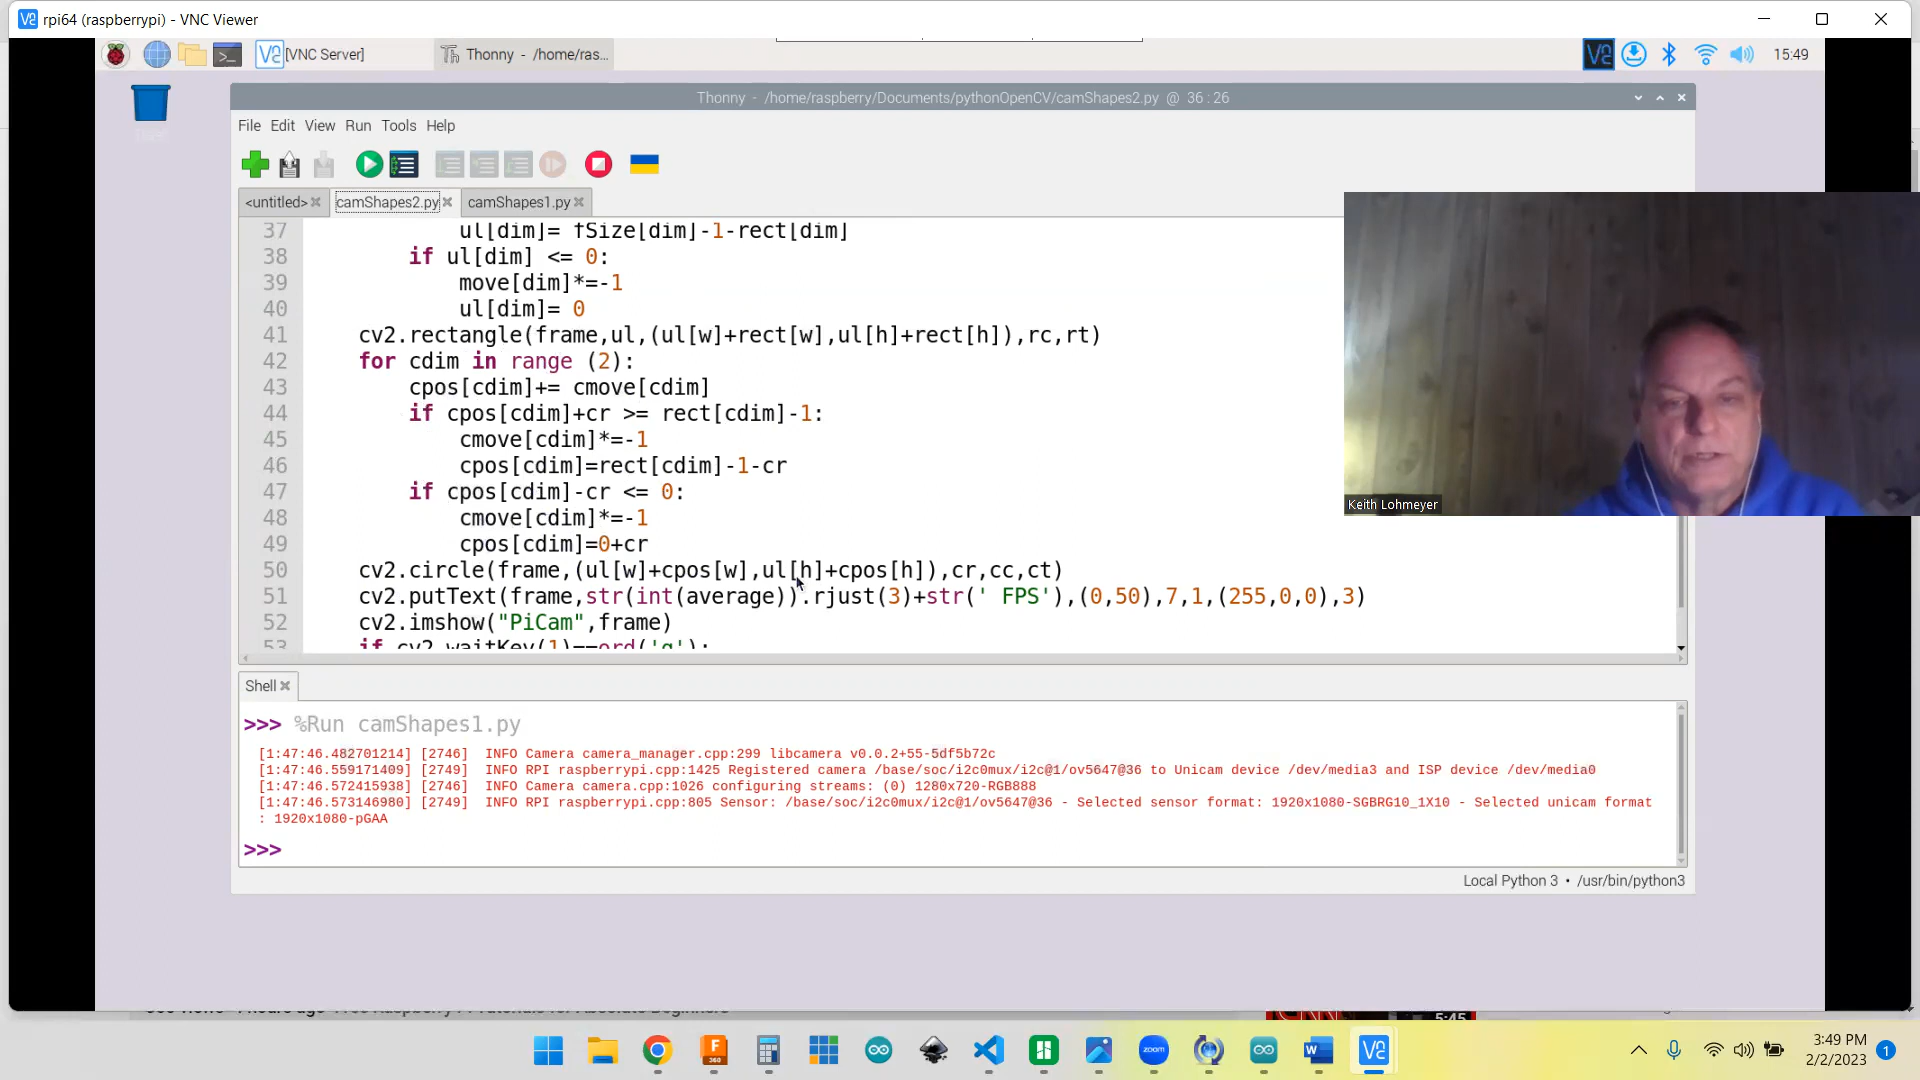 rpi64 (raspberrypi) - VNC Viewer
[VNC Server]
Thonny - /home/ras...
15:49
Thonny - /home/raspberry/Documents/pythonOpenCV/camShapes2.py @ 36 : 26
File Edit View Run Tools Help
<untitled> camShapes2.py camShapes1.py
37 ul[dim]= fSize[dim]-1-rect[dim]
38 if ul[dim] <= 0:
39 move[dim]*=-1
40 ul[dim]= 0
41 cv2.rectangle(frame,ul,(ul[w]+rect[w],ul[h]+rect[h]),rc,rt)
42 for cdim in range (2):
43 cpos[cdim]+= cmove[cdim]
44 if cpos[cdim]+cr >= rect[cdim]-1:
45 cmove[cdim]*=-1
46 cpos[cdim]=rect[cdim]-1-cr
47 if cpos[cdim]-cr <= 0:
48 cmove[cdim]*=-1
49 cpos[cdim]=0+cr
50 cv2.circle(frame,(ul[w]+cpos[w],ul[h]+cpos[h]),cr,cc,ct)
51 cv2.putText(frame,str(int(average)).rjust(3)+str(' FPS'),(0,50),7,1,(255,0,0),3)
52 cv2.imshow("PiCam",frame)
53 if cv2.waitKey(1)==ord('q'):
Keith Lohmeyer
Shell
>>> %Run camShapes1.py
[1:47:46.482701214] [2746] INFO Camera camera_manager.cpp:299 libcamera v0.0.2+55-5df5b72c
[1:47:46.559171409] [2749] INFO RPI raspberrypi.cpp:1425 Registered camera /base/soc/i2c0mux/i2c@1/ov5647@36 to Unicam device /dev/media3 and ISP device /dev/media0
[1:47:46.572415938] [2746] INFO Camera camera.cpp:1026 configuring streams: (0) 1280x720-RGB888
[1:47:46.573146980] [2749] INFO RPI raspberrypi.cpp:805 Sensor: /base/soc/i2c0mux/i2c@1/ov5647@36 - Selected sensor format: 1920x1080-SGBRG10_1X10 - Selected unicam format
: 1920x1080-pGAA
>>>
Local Python 3 • /usr/bin/python3
5:45
F
360
zoom
3:49 PM
2/2/2023
1